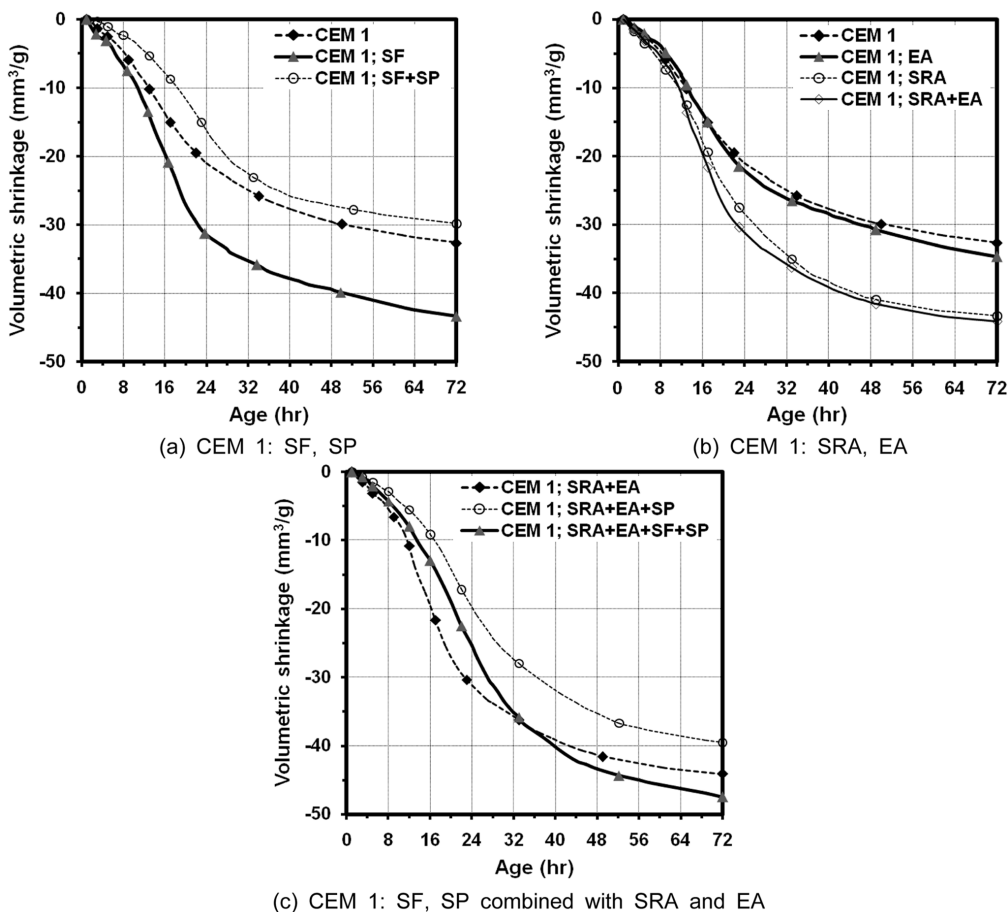 0
-10
-20
-30
-40
-50
Volumetric shrinkage (mm³/g)
CEM 1
CEM 1; SF
CEM 1; SF+SP
0 8 16 24 32 40 48 56 64 72
Age (hr)
(a) CEM 1: SF, SP
0
-10
-20
-30
-40
-50
Volumetric shrinkage (mm³/g)
CEM 1
CEM 1; EA
CEM 1; SRA
CEM 1; SRA+EA
0 8 16 24 32 40 48 56 64 72
Age (hr)
(b) CEM 1: SRA, EA
0
-10
-20
-30
-40
-50
Volumetric shrinkage (mm³/g)
CEM 1; SRA+EA
CEM 1; SRA+EA+SP
CEM 1; SRA+EA+SF+SP
0 8 16 24 32 40 48 56 64 72
Age (hr)
(c) CEM 1: SF, SP combined with SRA and EA